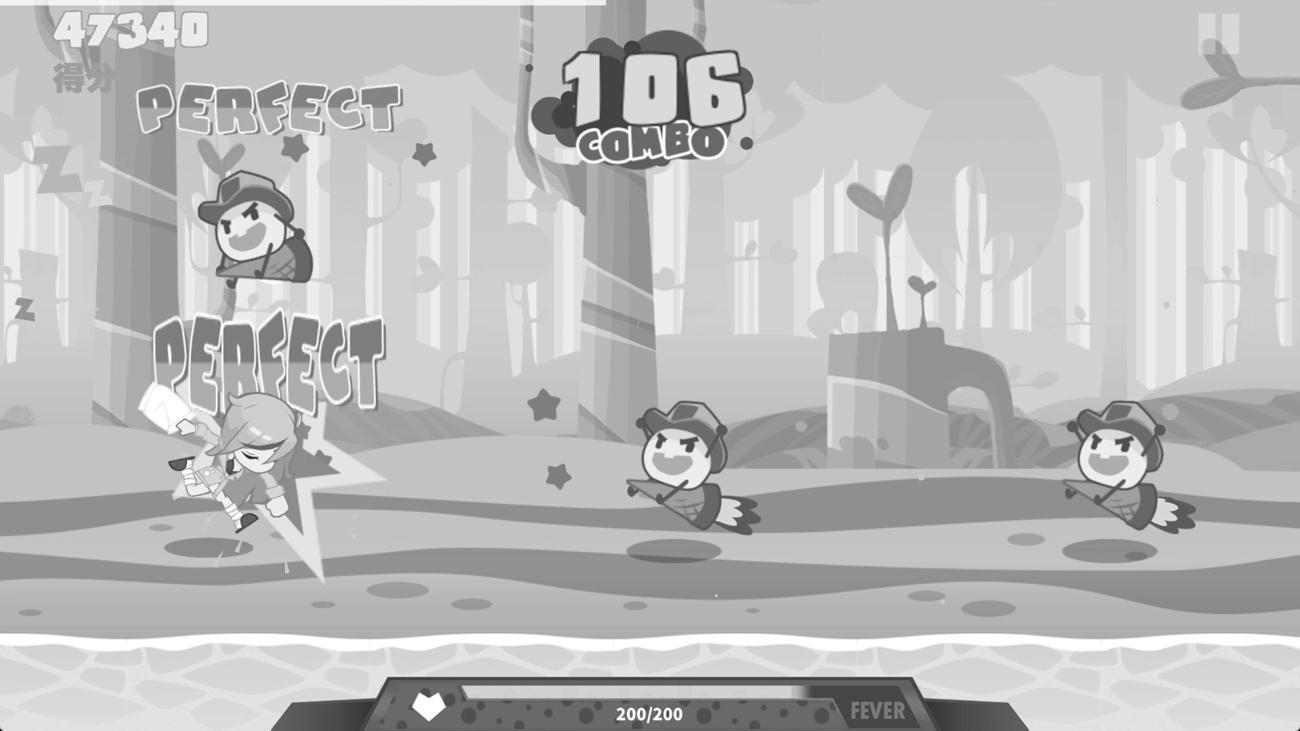 47340
得分
106
COMBO
PERFECT
Z
Z
Z
PERFECT
200/200
FEVER